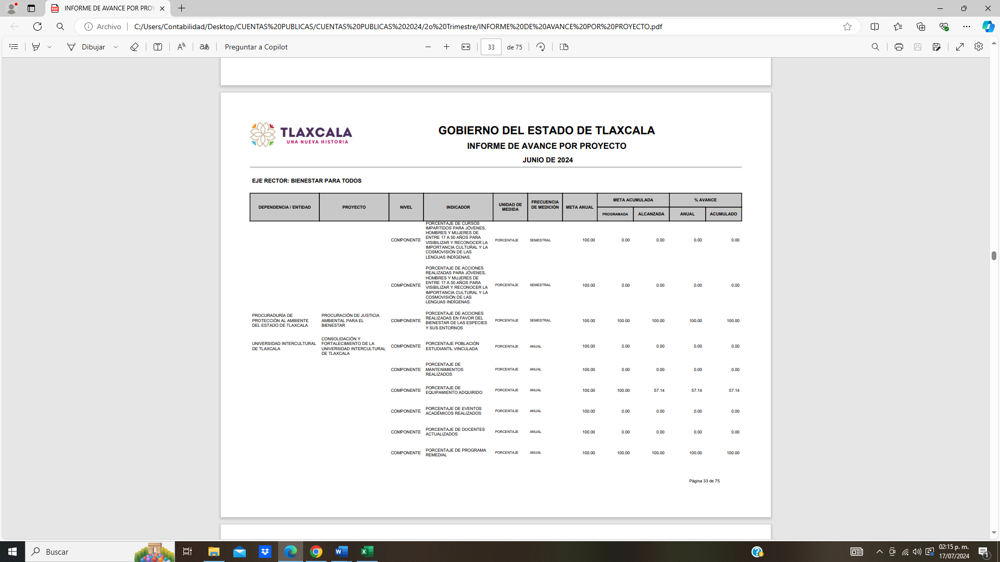 INFORME DE AVANCE POR PROY
Archivo
C:/Users/Contabilidad/Desktop/CUENTAS%20PUBLICAS/CUENTAS%20PUBLICAS%202024/2o%20Trimestre/INFORME%20DE%20AVANCE%20POR%20PROYECTO.pdf
Dibujar
aあ
Preguntar a Copilot
33 de 75
TLAXCALA
UNA NUEVA HISTORIA
GOBIERNO DEL ESTADO DE TLAXCALA
INFORME DE AVANCE POR PROYECTO
JUNIO DE 2024
EJE RECTOR: BIENESTAR PARA TODOS
DEPENDENCIA / ENTIDAD
PROYECTO
NIVEL
INDICADOR
UNIDAD DE
MEDIDA
FRECUENCIA
DE MEDICIÓN
META ANUAL
META ACUMULADA
PROGRAMADA
ALCANZADA
% AVANCE
ANUAL
ACUMULADO
COMPONENTE
PORCENTAJE DE CURSOS
IMPARTIDOS PARA JÓVENES,
HOMBRES Y MUJERES DE
ENTRE 17 A 50 AÑOS PARA
VISIBILIZAR Y RECONOCER LA
IMPORTANCIA CULTURAL Y LA
COSMOVISIÓN DE LAS
LENGUAS INDÍGENAS.
PORCENTAJE SEMESTRAL 100.00 0.00 0.00 0.00 0.00
COMPONENTE
PORCENTAJE DE ACCIONES
REALIZADAS PARA JÓVENES,
HOMBRES Y MUJERES DE
ENTRE 17 A 50 AÑOS PARA
VISIBILIZAR Y RECONOCER LA
IMPORTANCIA CULTURAL Y LA
COSMOVISIÓN DE LAS
LENGUAS INDÍGENAS.
PORCENTAJE SEMESTRAL 100.00 0.00 0.00 0.00 0.00
PROCURADURÍA DE
PROTECCIÓN AL AMBIENTE
DEL ESTADO DE TLAXCALA
PROCURACIÓN DE JUSTICIA
AMBIENTAL PARA EL
BIENESTAR
COMPONENTE
PORCENTAJE DE ACCIONES
REALIZADAS EN FAVOR DEL
BIENESTAR DE LAS ESPECIES
Y SUS ENTORNOS
PORCENTAJE SEMESTRAL 100.00 100.00 100.00 100.00 100.00
UNIVERSIDAD INTERCULTURAL
DE TLAXCALA
CONSOLIDACIÓN Y
FORTALECIMIENTO DE LA
UNIVERSIDAD INTERCULTURAL
DE TLAXCALA
COMPONENTE
PORCENTAJE POBLACIÓN
ESTUDIANTIL VINCULADA
PORCENTAJE ANUAL 100.00 0.00 0.00 0.00 0.00
COMPONENTE
PORCENTAJE DE
MANTENIMIENTOS
REALIZADOS
PORCENTAJE ANUAL 100.00 0.00 0.00 0.00 0.00
COMPONENTE
PORCENTAJE DE
EQUIPAMIENTO ADQUIRIDO
PORCENTAJE ANUAL 100.00 100.00 57.14 57.14 57.14
COMPONENTE
PORCENTAJE DE EVENTOS
ACADÉMICOS REALIZADOS
PORCENTAJE ANUAL 100.00 0.00 0.00 0.00 0.00
COMPONENTE
PORCENTAJE DE DOCENTES
ACTUALIZADOS
PORCENTAJE ANUAL 100.00 0.00 0.00 0.00 0.00
COMPONENTE
PORCENTAJE DE PROGRAMA
REMEDIAL
PORCENTAJE ANUAL 100.00 100.00 100.00 100.00 100.00
Página 33 de 75
Buscar
02:15 p. m.
17/07/2024
1